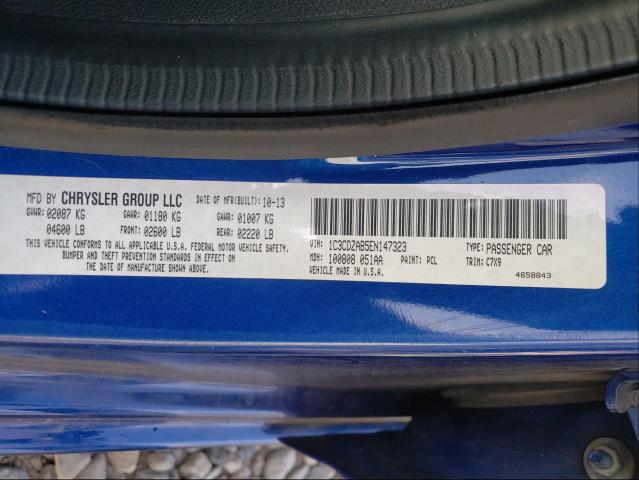 MFD BY CHRYSLER GROUP LLC DATE OF MFR(BUILT): 10-13
GVWR: 02087 KG GAWR: 01180 KG GAWR: 01007 KG
04600 LB FRONT: 02600 LB REAR: 02220 LB
THIS VEHICLE CONFORMS TO ALL APPLICABLE U.S.A. FEDERAL MOTOR VEHICLE SAFETY,
BUMPER AND THEFT PREVENTION STANDARDS IN EFFECT ON
THE DATE OF MANUFACTURE SHOWN ABOVE.
VIN: 1C3CDZAB5EN147323 TYPE: PASSENGER CAR
MDH: 100808 051AA PAINT: PCL TRIM: C7X9
4658843